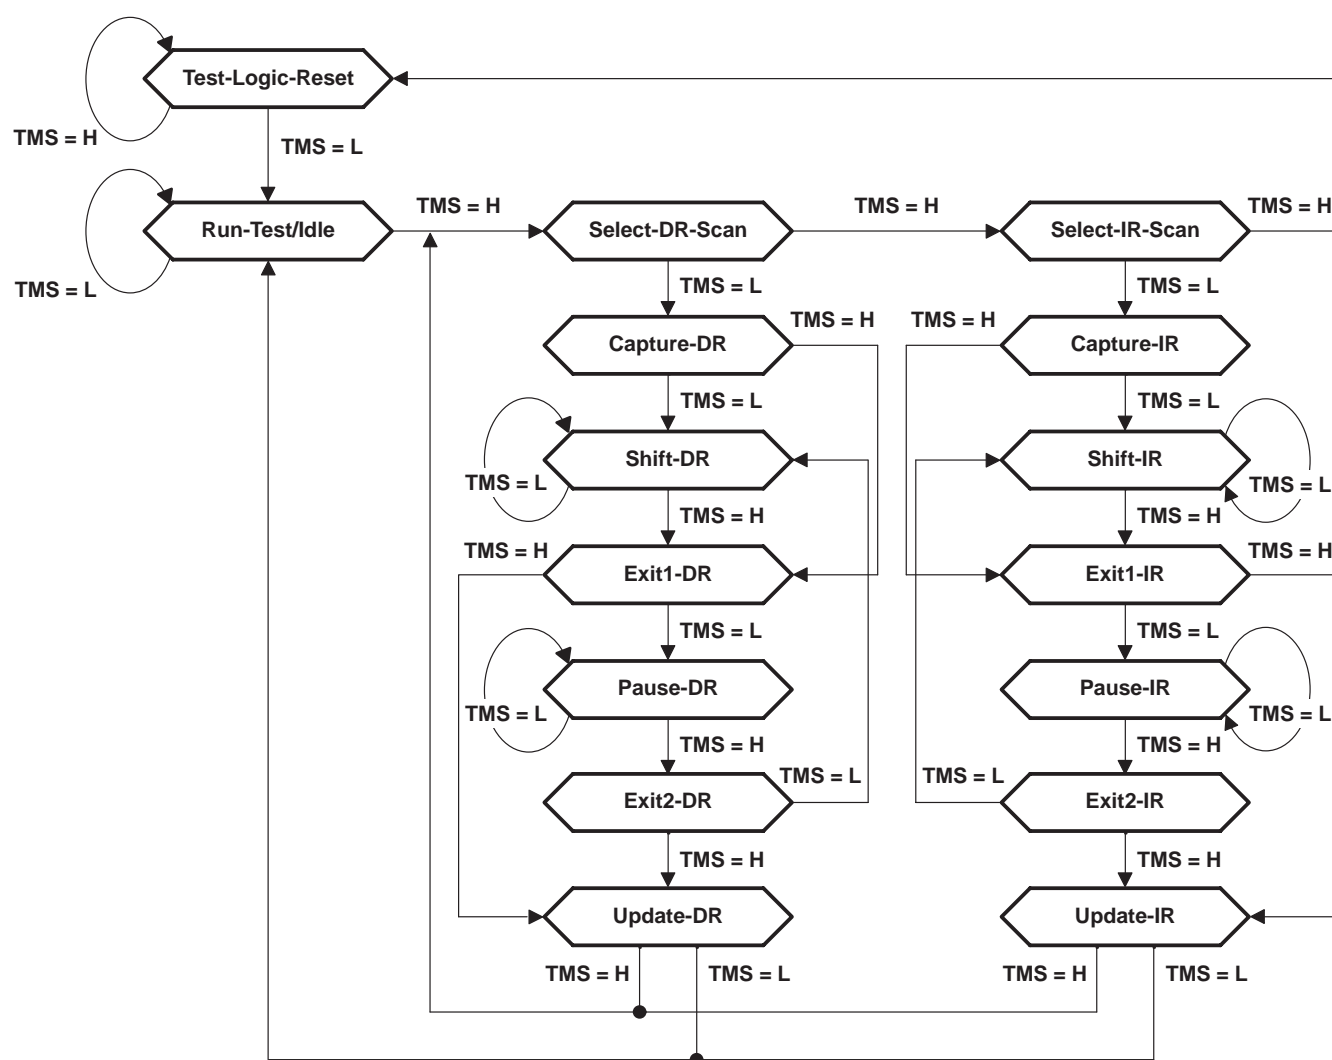 Test-Logic-Reset
TMS = H
TMS = L
TMS = H
TMS = H
TMS = H
Run-Test/Idle
Select-DR-Scan
Select-IR-Scan
TMS = L
TMS = L
TMS = L
TMS = H
TMS = H
Capture-DR
Capture-IR
TMS = L
TMS = L
Shift-DR
Shift-IR
TMS = L
TMS = L
TMS = H
TMS = H
TMS = H
TMS = H
Exit1-DR
Exit1-IR
TMS = L
TMS = L
Pause-DR
Pause-IR
TMS = L
TMS = L
TMS = H
TMS = H
TMS = L
TMS = L
Exit2-DR
Exit2-IR
TMS = H
TMS = H
Update-DR
Update-IR
TMS = H
TMS = L
TMS = H
TMS = L